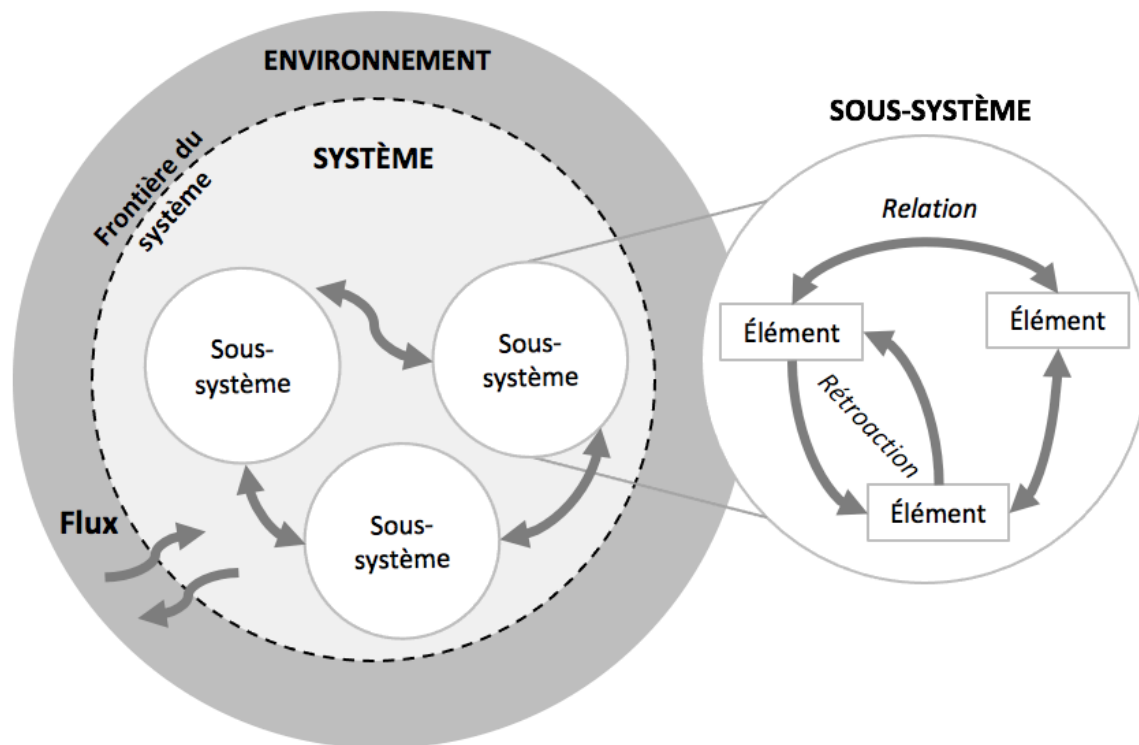 ENVIRONNEMENT
Frontière du
système
SYSTÈME
Sous-
système
Sous-
système
Sous-
système
Flux
SOUS-SYSTÈME
Relation
Élément
Élément
Rétroaction
Élément